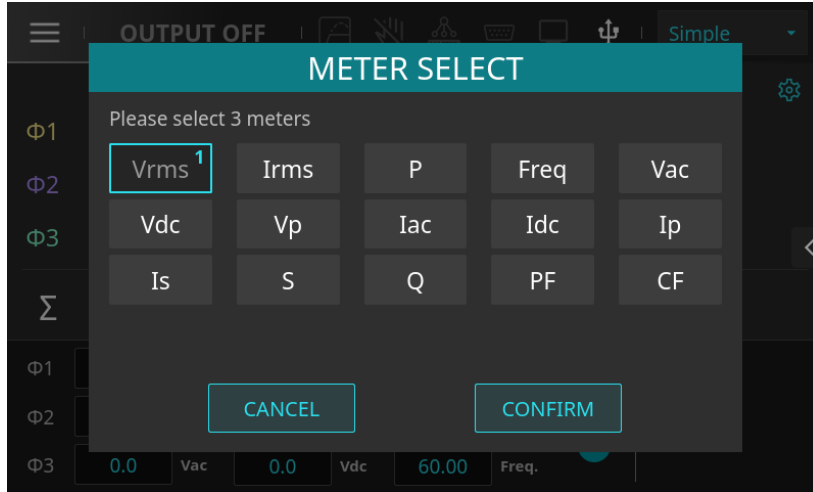 OUTPUT OFF Simple
METER SELECT
Please select 3 meters
Φ1
Vrms 1 Irms P Freq Vac
Φ2
Vdc Vp Iac Idc Ip
Φ3
Is S Q PF CF
Σ
Φ1
CANCEL CONFIRM
Φ2
Φ3 0.0 Vac 0.0 Vdc 60.00 Freq.